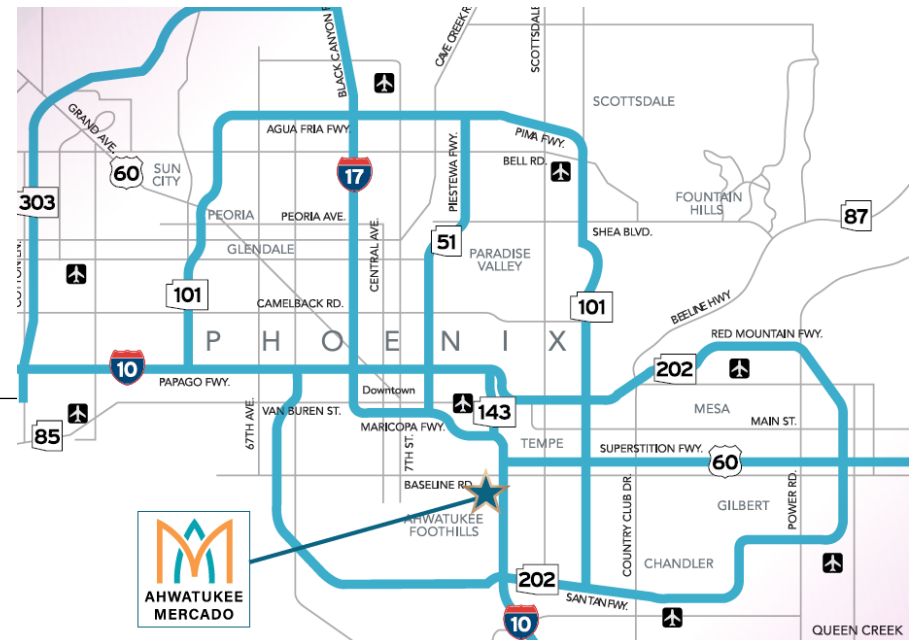 BLACK CANYON F
CAVE CREEK R
SCOTTSDALE
SCOTTSDALE
GRAND AVE.
AGUA FRIA FWY.
PIMA FWY.
60
SUN
CITY
17
PIESTEWA FWY.
BELL RD.
303
PEORIA
PEORIA AVE.
FOUNTAIN
HILLS
87
51
SHEA BLVD.
GLENDALE
CENTRAL AVE.
PARADISE
VALLEY
COTTON LN.
101
CAMELBACK RD.
101
BEELINE HWY
PHOENIX
RED MOUNTAIN FWY.
10
PAPAGO FWY.
202
Downtown
67TH AVE.
VAN BUREN ST.
143
MESA
85
MARICOPA FWY.
MAIN ST.
TEMPE
7TH ST.
SUPERSTITION FWY.
60
BASELINE RD.
COUNTRY CLUB DR.
POWER RD.
GILBERT
AHWATUKEE
FOOTHILLS
CHANDLER
AHWATUKEE
MERCADO
202
SANTAN FWY.
10
QUEEN CREEK